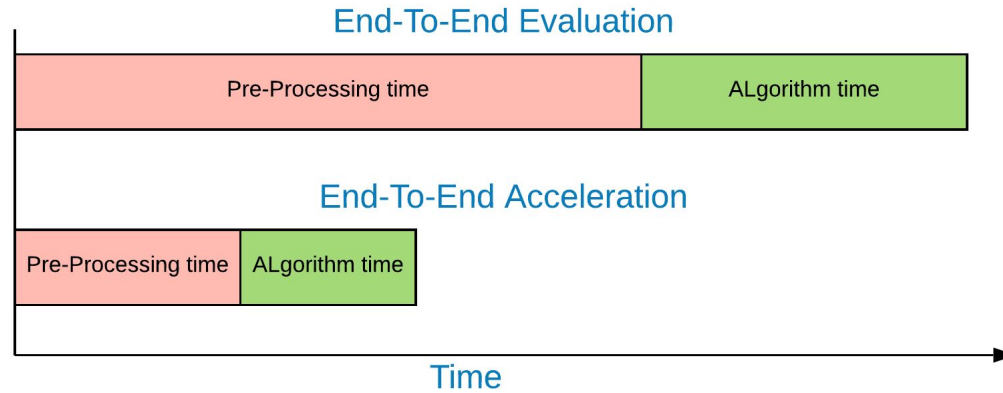 End-To-End Evaluation
Pre-Processing time
ALgorithm time
End-To-End Acceleration
Pre-Processing time
ALgorithm time
Time